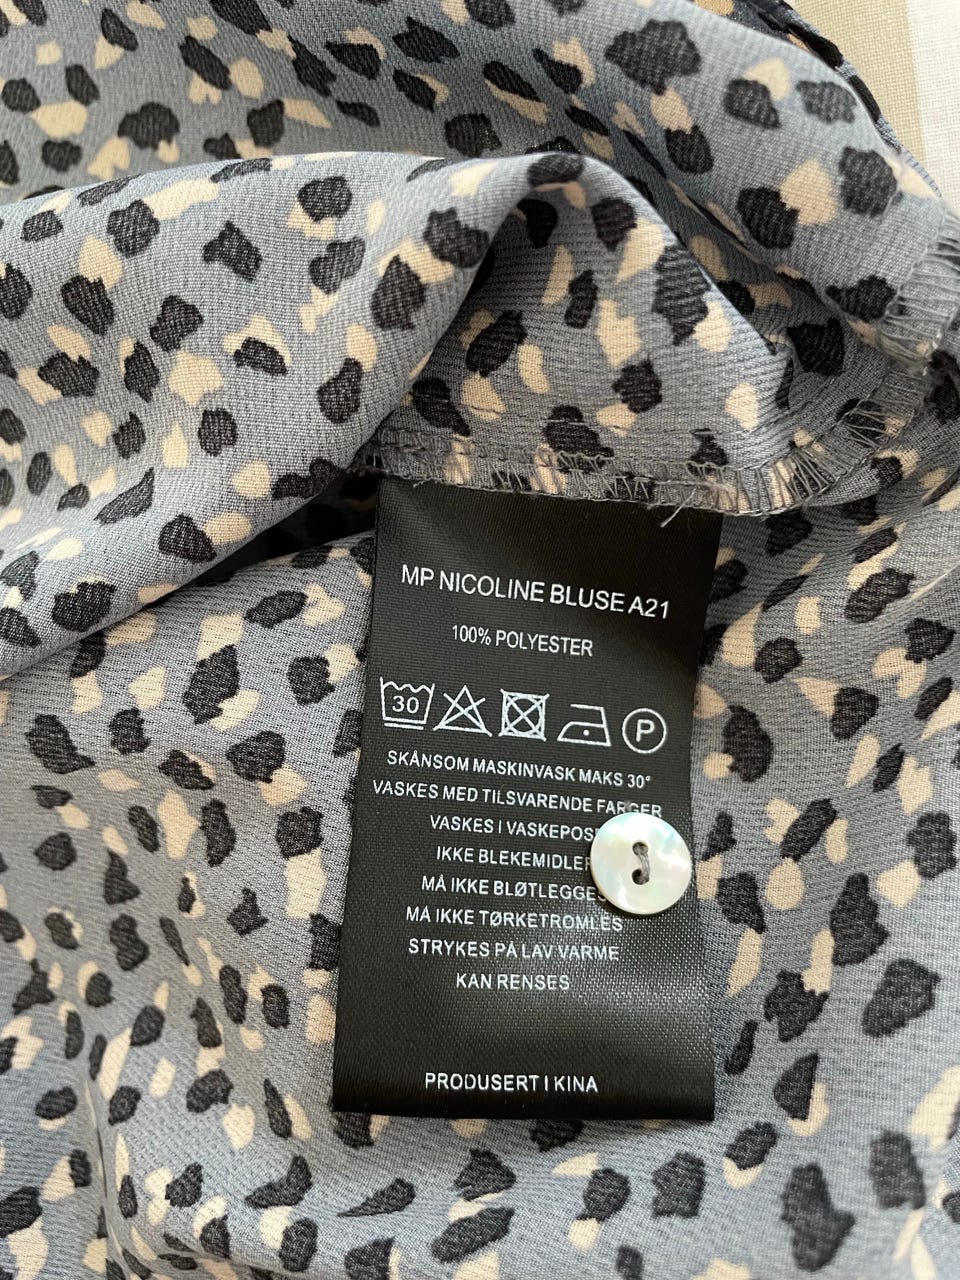 MP NICOLINE BLUSE A21
100% POLYESTER
30 P
SKÅNSOM MASKINVASK MAKS 30°
VASKES MED TILSVARENDE FARGER
VASKES I
IKKE BLEKEMIDLER
MÅ IKKE BLØTLEGGES
MÅ IKKE TØRKETROMLES
STRYKES PÅ LAV VARME
KAN RENSES
PRODUSERT I KINA